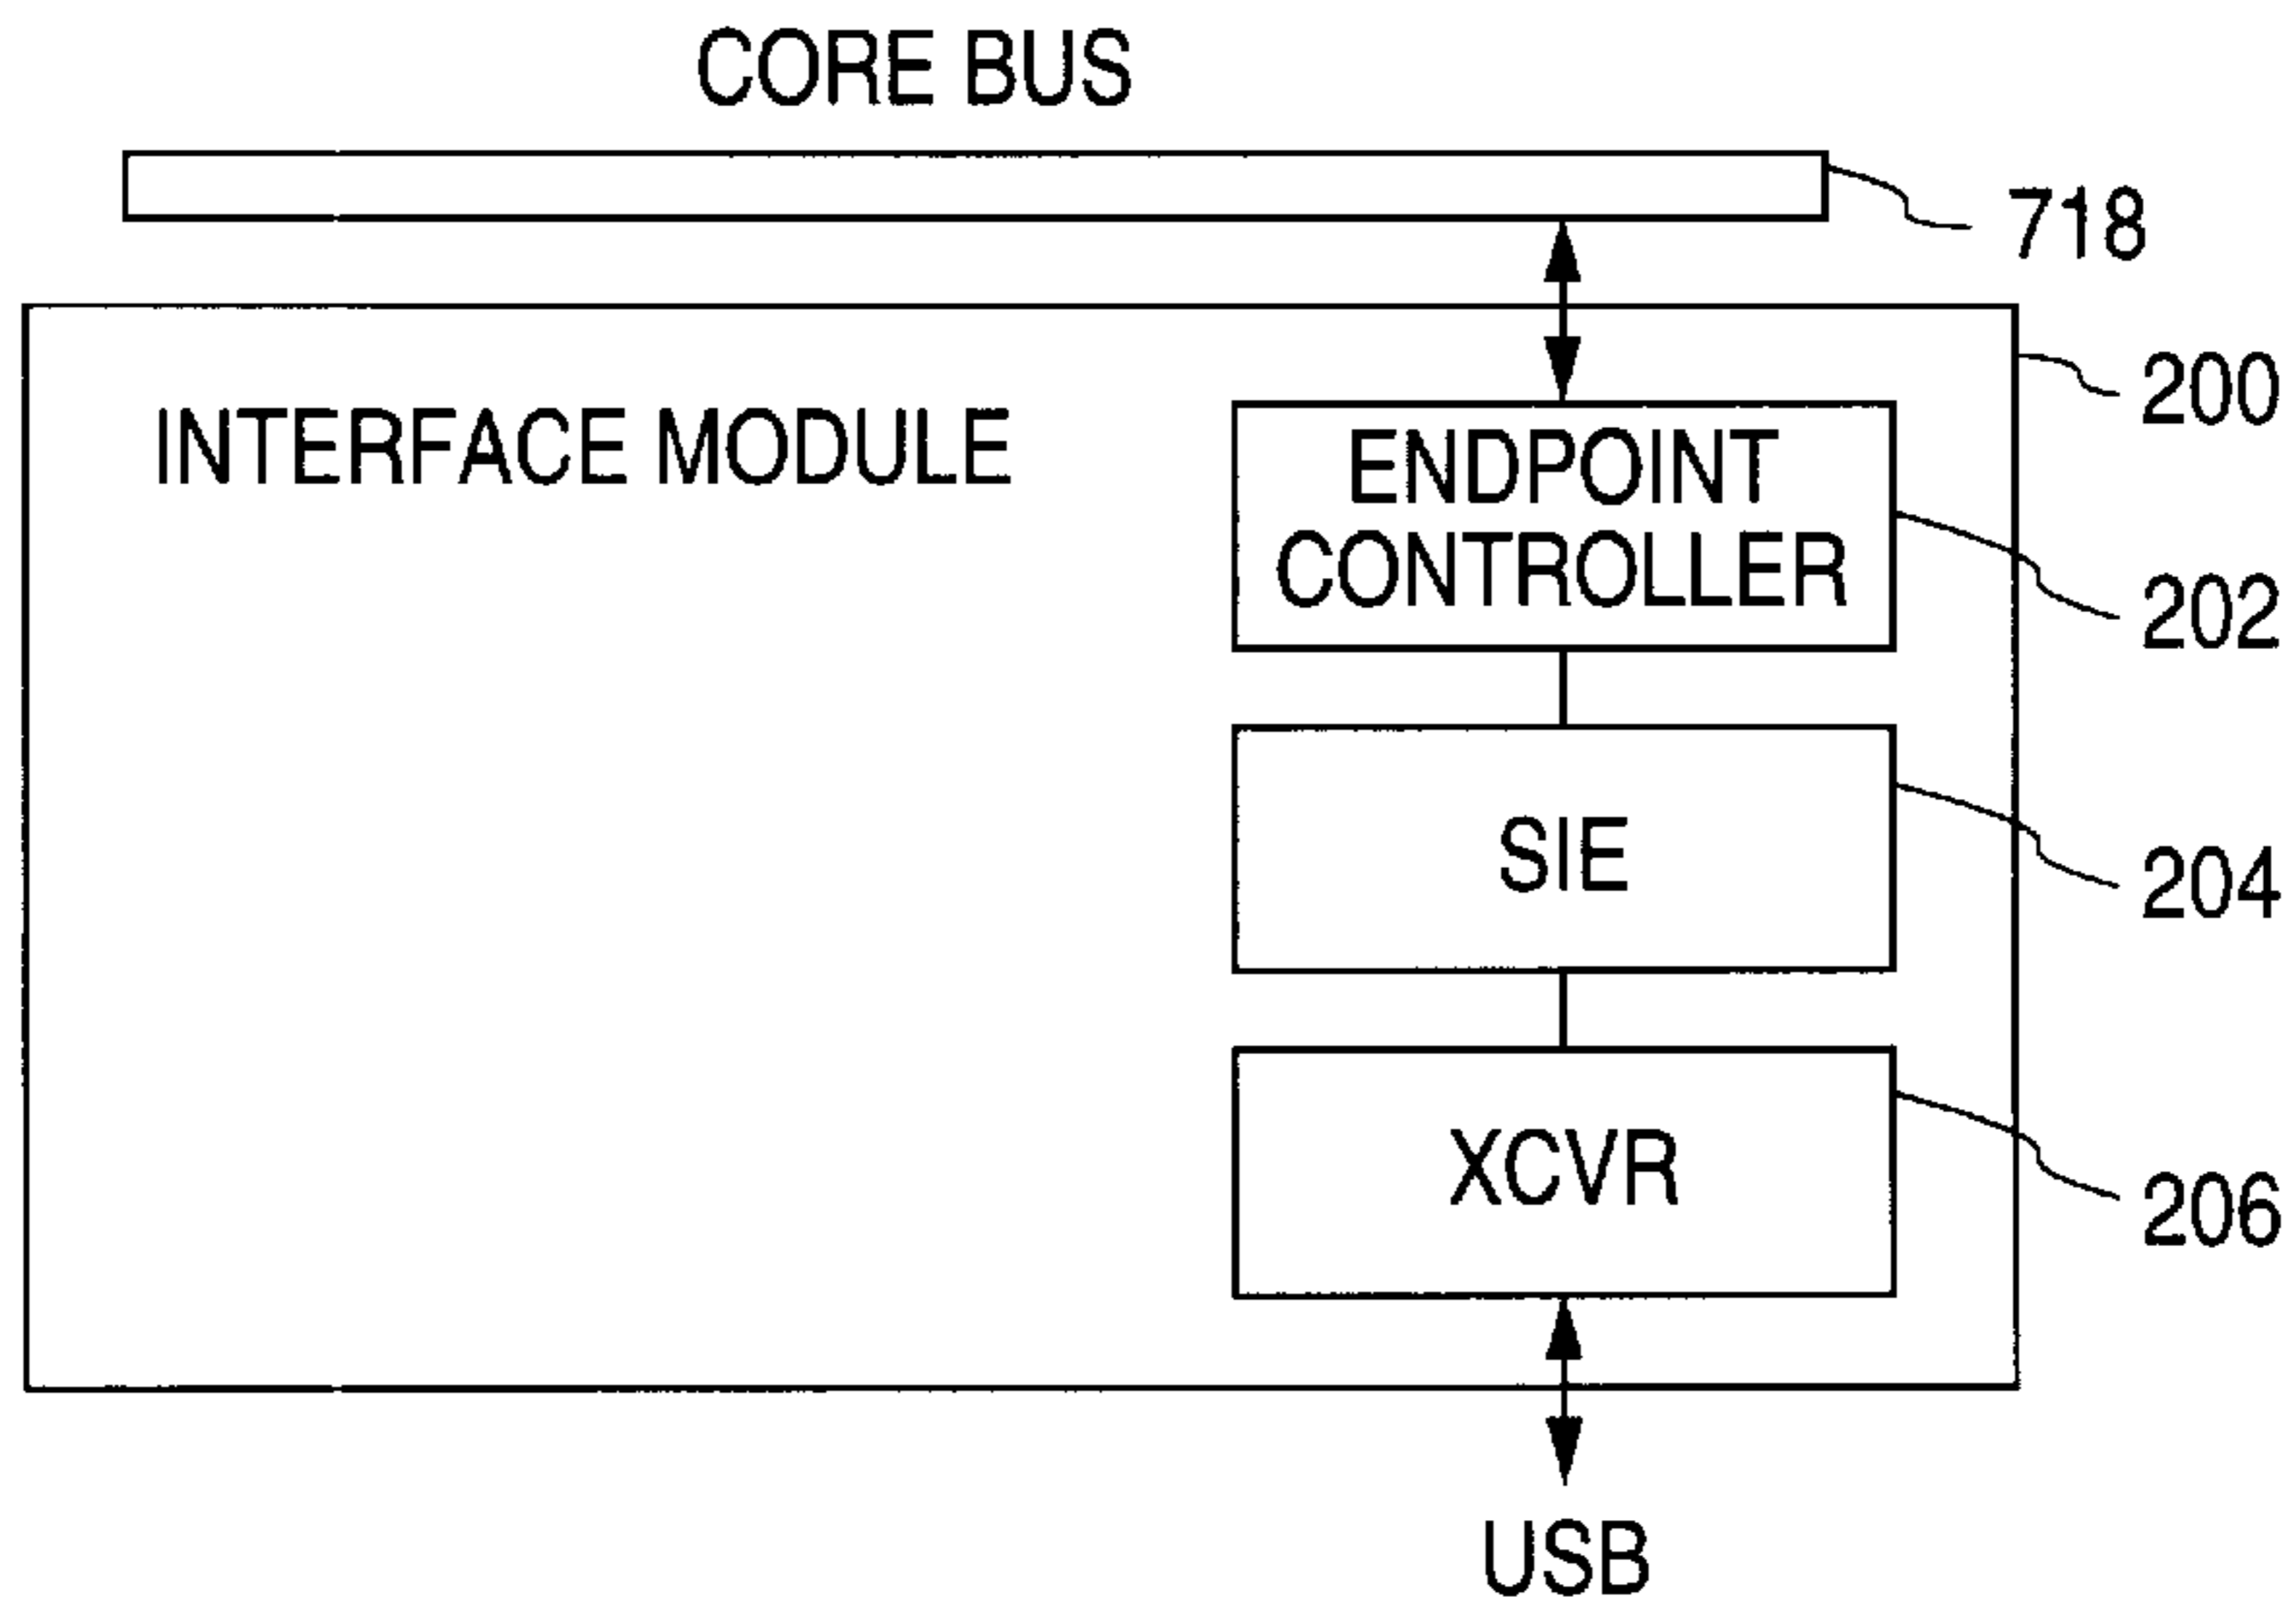 CORE BUS
718
200
INTERFACE MODULE
ENDPOINT
CONTROLLER
202
SIE
204
XCVR
206
USB